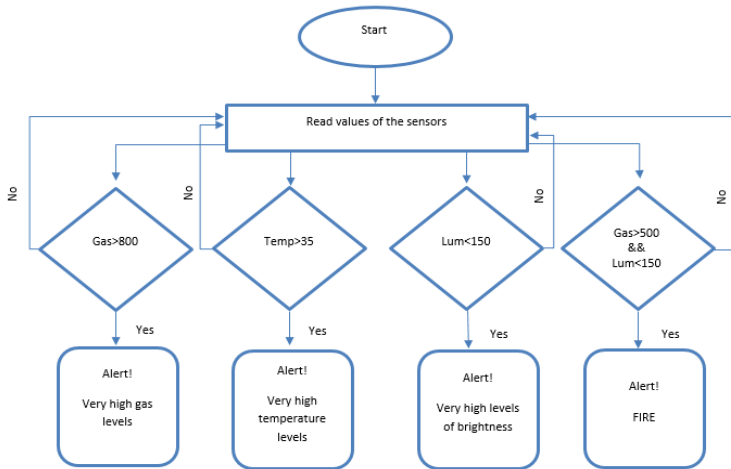 Start
Read values of the sensors
No
No
No
No
Gas>800
Temp>35
Lum<150
Gas>500
&&
Lum<150
Yes
Yes
Yes
Yes
Alert!
Very high gas
levels
Alert!
Very high
temperature
levels
Alert!
Very high levels
of brightness
Alert!
FIRE